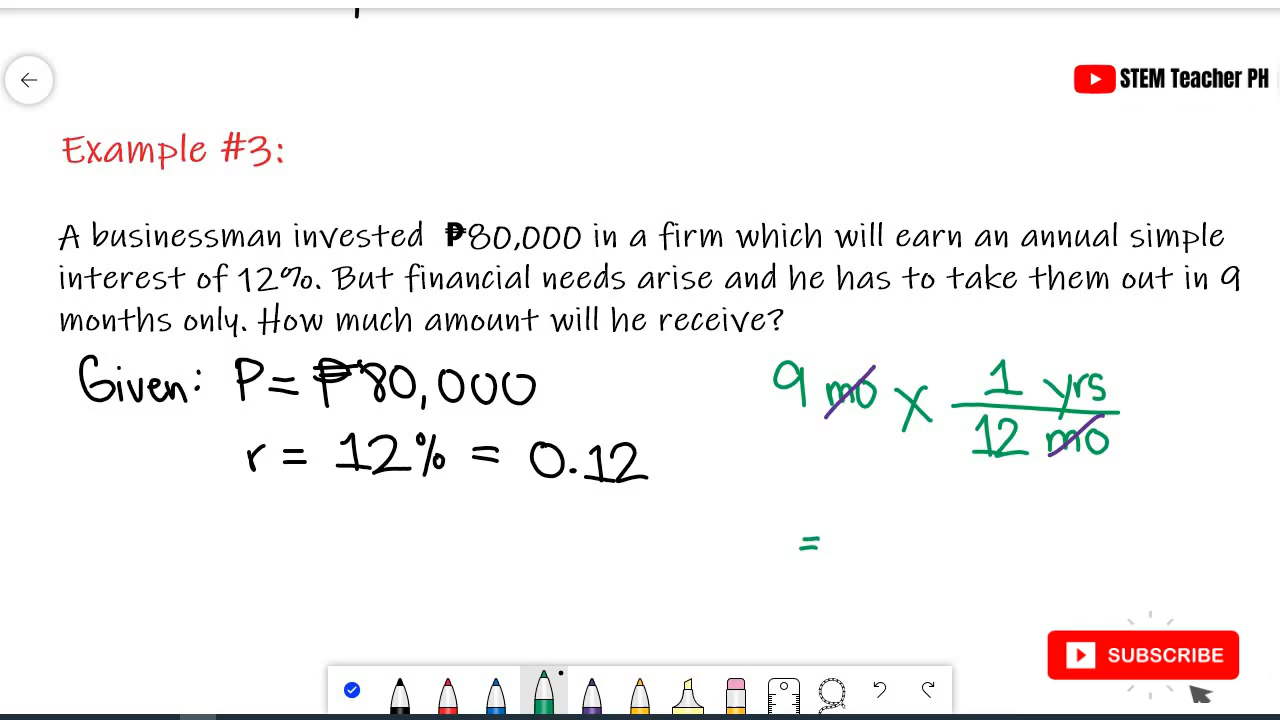 STEM Teacher PH
Example #3:
A businessman invested ₱80,000 in a firm which will earn an annual simple
interest of 12%. But financial needs arise and he has to take them out in 9
months only. How much amount will he receive?
Given: P = ₱80,000
r = 12% = 0.12
9 mo x 1 yrs
12 mo
=
SUBSCRIBE